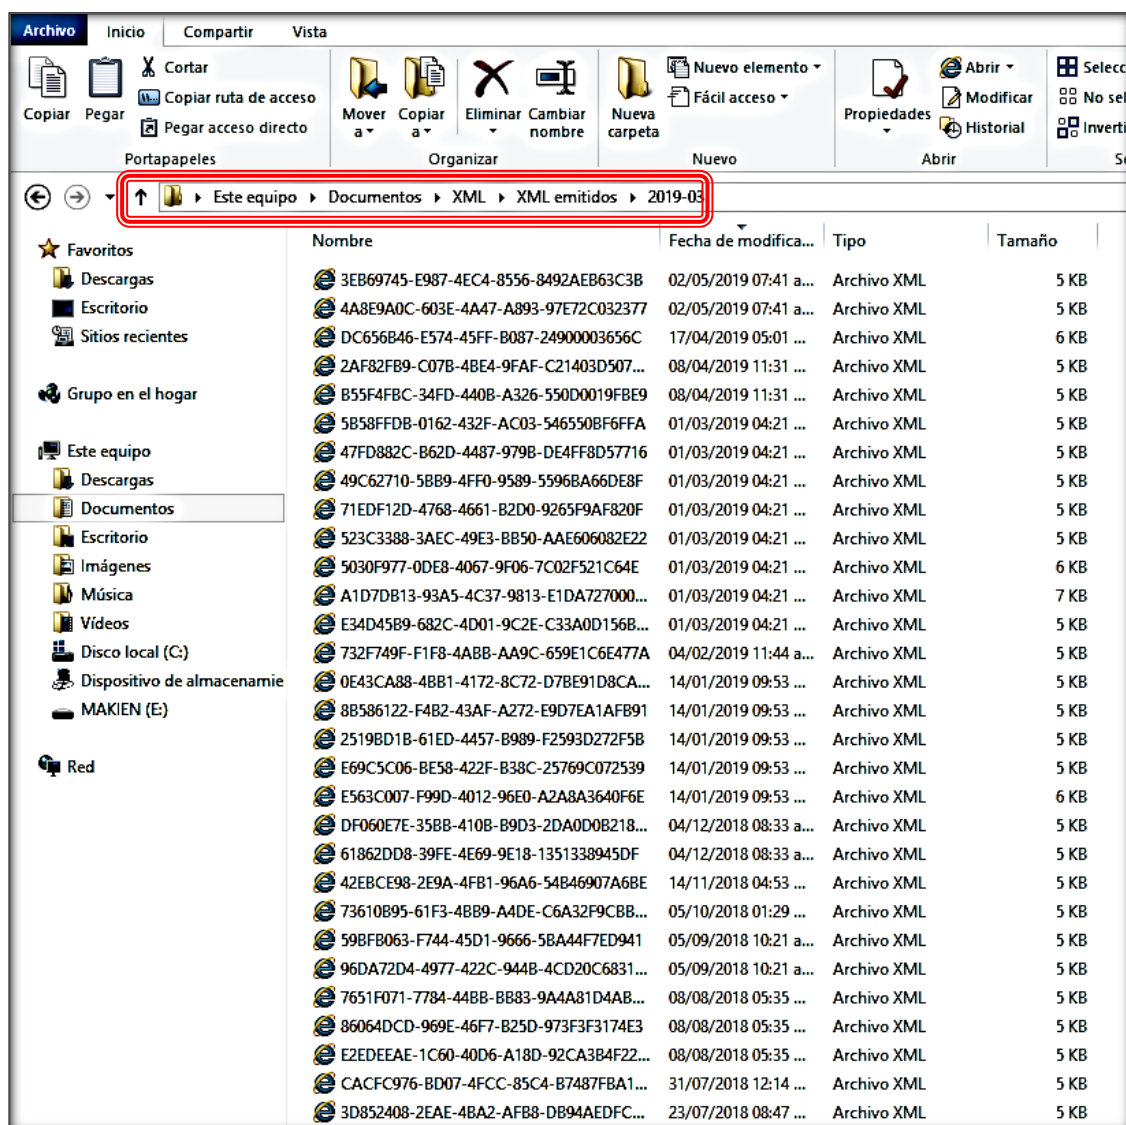 Archivo Inicio Compartir Vista
Copiar
Pegar
Cortar
Copiar ruta de acceso
Pegar acceso directo
Portapapeles
Mover a
Copiar a
Eliminar
Cambiar nombre
Organizar
Nueva carpeta
Nuevo elemento
Fácil acceso
Nuevo
Propiedades
Abrir
Modificar
Historial
Abrir
Selecc
No sel
Inverti
S
Este equipo Documentos XML XML emitidos 2019-03
Favoritos
Descargas
Escritorio
Sitios recientes
Grupo en el hogar
Este equipo
Descargas
Documentos
Escritorio
Imágenes
Música
Vídeos
Disco local (C:)
Dispositivo de almacenamie
MAKIEN (E:)
Red
Nombre Fecha de modifica... Tipo Tamaño
3EB69745-E987-4EC4-8556-8492AEB63C3B 02/05/2019 07:41 a... Archivo XML 5 KB
4A8E9A0C-603E-4A47-A893-97E72C032377 02/05/2019 07:41 a... Archivo XML 5 KB
DC656B46-E574-45FF-B087-24900003656C 17/04/2019 05:01 ... Archivo XML 6 KB
2AF82FB9-C07B-4BE4-9FAF-C21403D507... 08/04/2019 11:31 ... Archivo XML 5 KB
B55F4FBC-34FD-440B-A326-550D0019FBE9 08/04/2019 11:31 ... Archivo XML 5 KB
5B58FFDB-0162-432F-AC03-546550BF6FFA 01/03/2019 04:21 ... Archivo XML 5 KB
47FD882C-B62D-4487-979B-DE4FF8D57716 01/03/2019 04:21 ... Archivo XML 5 KB
49C62710-5BB9-4FF0-9589-5596BA66DE8F 01/03/2019 04:21 ... Archivo XML 5 KB
71EDF12D-4768-4661-B2D0-9265F9AF820F 01/03/2019 04:21 ... Archivo XML 5 KB
523C3388-3AEC-49E3-BB50-AAE606082E22 01/03/2019 04:21 ... Archivo XML 5 KB
5030F977-0DE8-4067-9F06-7C02F521C64E 01/03/2019 04:21 ... Archivo XML 6 KB
A1D7DB13-93A5-4C37-9813-E1DA727000... 01/03/2019 04:21 ... Archivo XML 7 KB
E34D45B9-682C-4D01-9C2E-C33A0D156B... 01/03/2019 04:21 ... Archivo XML 5 KB
732F749F-F1F8-4ABB-AA9C-659E1C6E477A 04/02/2019 11:44 a... Archivo XML 5 KB
0E43CA88-4BB1-4172-8C72-D7BE91D8CA... 14/01/2019 09:53 ... Archivo XML 5 KB
8B586122-F4B2-43AF-A272-E9D7EA1AFB91 14/01/2019 09:53 ... Archivo XML 5 KB
2519BD1B-61ED-4457-B989-F2593D272F5B 14/01/2019 09:53 ... Archivo XML 5 KB
E69C5C06-BE58-422F-B38C-25769C072539 14/01/2019 09:53 ... Archivo XML 5 KB
E563C007-F99D-4012-96E0-A2A8A3640F6E 14/01/2019 09:53 ... Archivo XML 6 KB
DF060E7E-35BB-410B-B9D3-2DA0D0B218... 04/12/2018 08:33 a... Archivo XML 5 KB
61862DD8-39FE-4E69-9E18-1351338945DF 04/12/2018 08:33 a... Archivo XML 5 KB
42EBCE98-2E9A-4FB1-96A6-54B46907A6BE 14/11/2018 04:53 ... Archivo XML 5 KB
73610B95-61F3-4BB9-A4DE-C6A32F9CBB... 05/10/2018 01:29 ... Archivo XML 5 KB
59BFB063-F744-45D1-9666-5BA44F7ED941 05/09/2018 10:21 a... Archivo XML 5 KB
96DA72D4-4977-422C-944B-4CD20C6831... 05/09/2018 10:21 a... Archivo XML 5 KB
7651F071-7784-44BB-BB83-9A4A81D4AB... 08/08/2018 05:35 ... Archivo XML 5 KB
86064DCD-969E-46F7-B25D-973F3F3174E3 08/08/2018 05:35 ... Archivo XML 5 KB
E2EDEEAE-1C60-40D6-A18D-92CA3B4F22... 08/08/2018 05:35 ... Archivo XML 5 KB
CACFC976-BD07-4FCC-85C4-B7487FBA1... 31/07/2018 12:14 ... Archivo XML 5 KB
3D852408-2EAE-4BA2-AFB8-DB94AEDFC... 23/07/2018 08:47 ... Archivo XML 5 KB